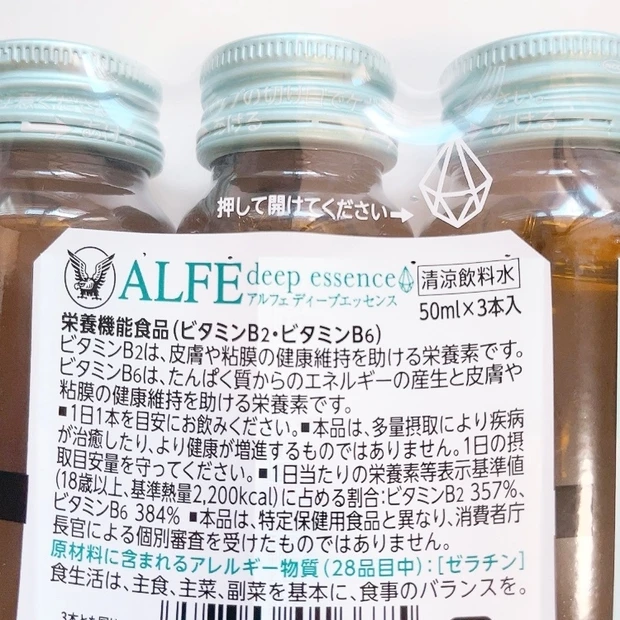 押して開けてください→
ALFE deep essence
アルフェ ディープエッセンス
清涼飲料水
50ml×3本入
栄養機能食品(ビタミンB2・ビタミンB6)
ビタミンB2は、皮膚や粘膜の健康維持を助ける栄養素です。
ビタミンB6は、たんぱく質からのエネルギーの産生と皮膚や
粘膜の健康維持を助ける栄養素です。
■1日1本を目安にお飲みください。■本品は、多量摂取により疾病
が治癒したり、より健康が増進するものではありません。1日の摂
取目安量を守ってください。■1日当たりの栄養素等表示基準値
(18歳以上、基準熱量2,200kcal)に占める割合:ビタミンB2 357%、
ビタミンB6 384% ■本品は、特定保健用食品と異なり、消費者庁
長官による個別審査を受けたものではありません。
原材料に含まれるアレルギー物質(28品目中):[ゼラチン]
食生活は、主食、主菜、副菜を基本に、食事のバランスを。